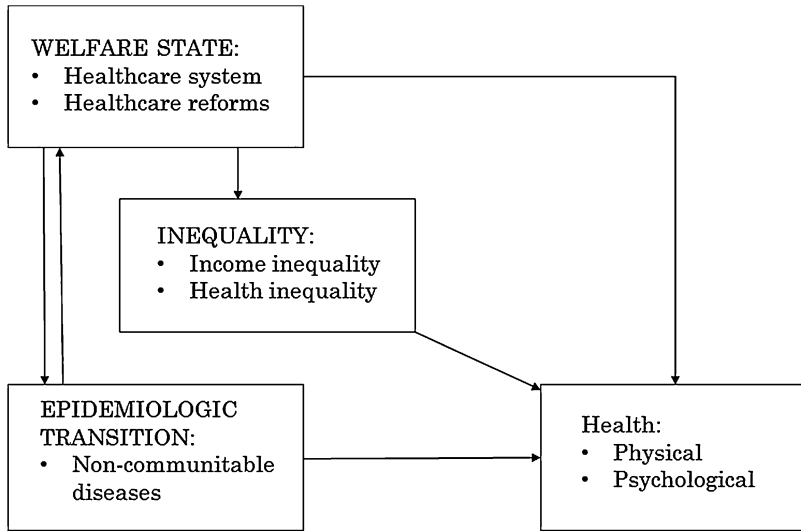 WELFARE STATE:
• Healthcare system
• Healthcare reforms
INEQUALITY:
• Income inequality
• Health inequality
EPIDEMIOLOGIC
TRANSITION:
• Non-communitable
diseases
Health:
• Physical
• Psychological